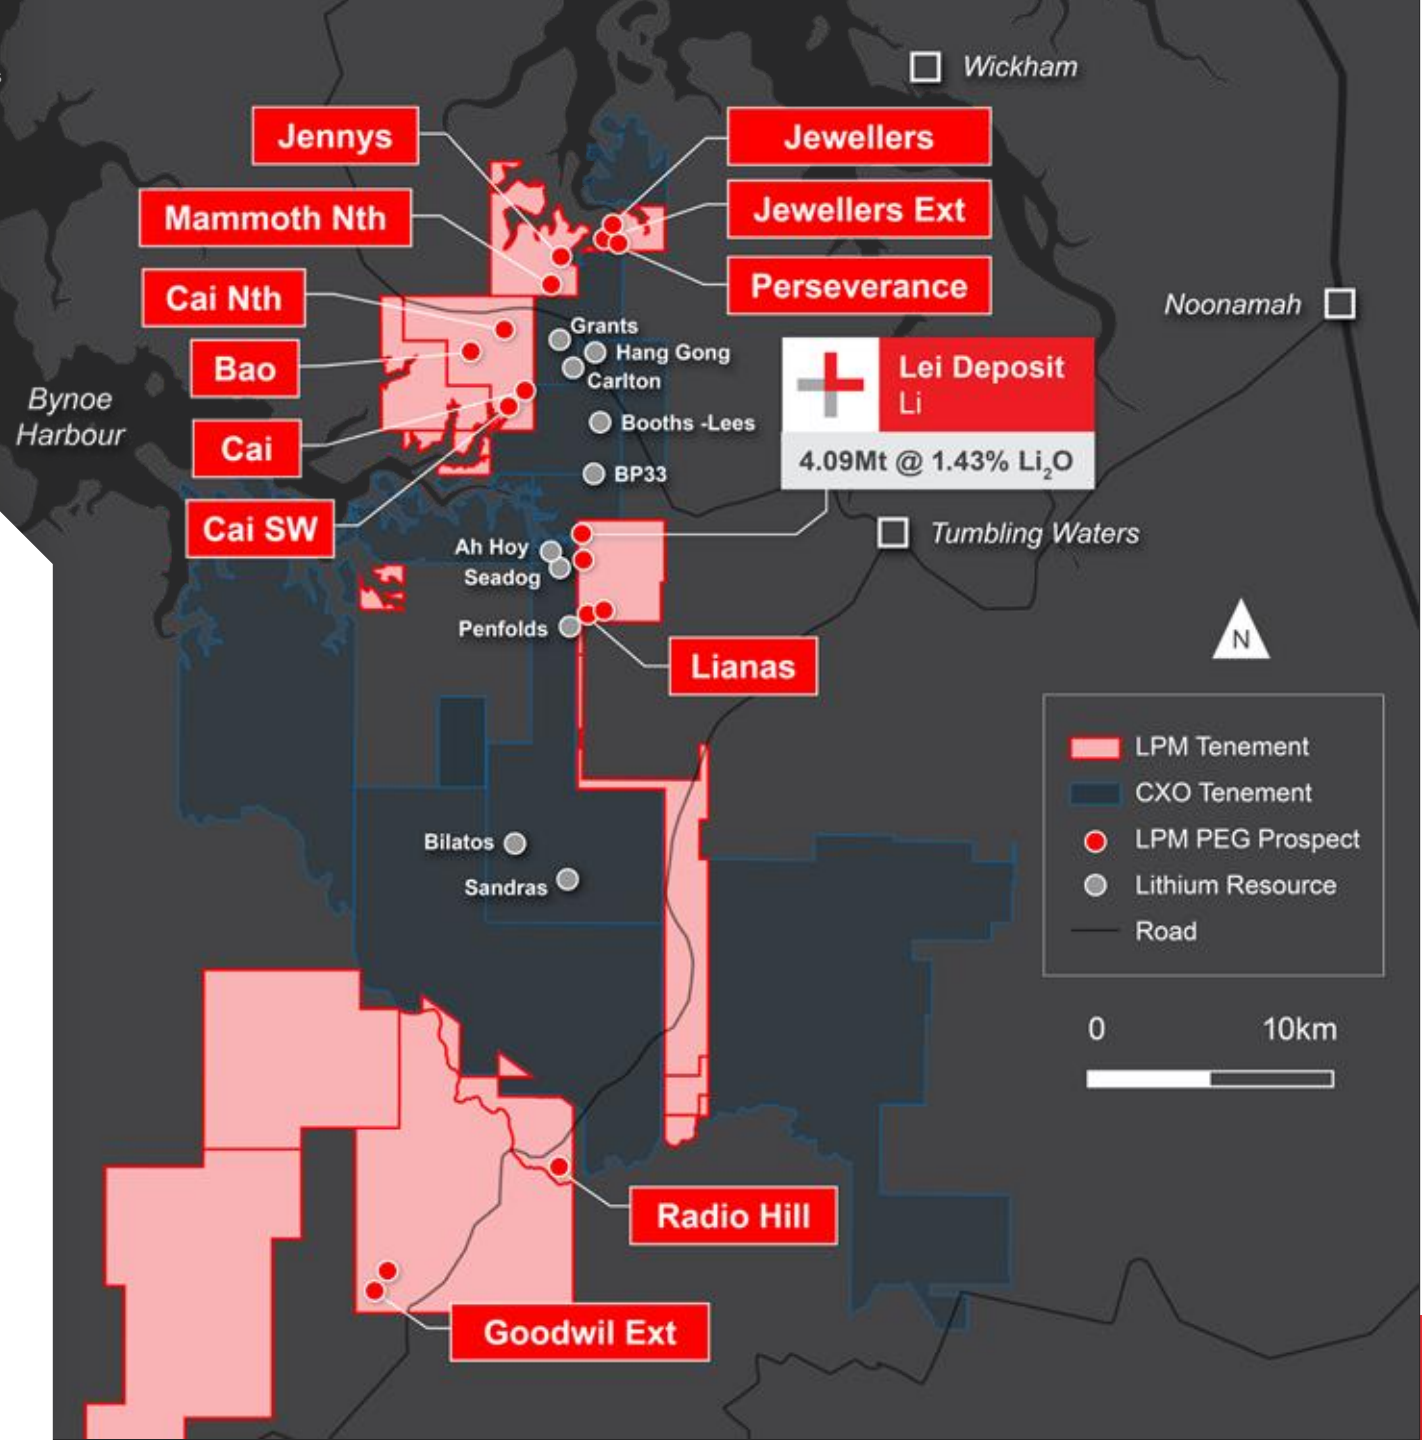 Wickham
Jennys
Jewellers
Mammoth Nth
Jewellers Ext
Cai Nth
Perseverance
Noonamah
Grants
Hang Gong
Carlton
Bao
Lei Deposit
Li
4.09Mt @ 1.43% Li₂O
Bynoe
Harbour
Booths -Lees
Cai
BP33
Cai SW
Tumbling Waters
Ah Hoy
Seadog
Penfolds
Lianas
N
LPM Tenement
CXO Tenement
LPM PEG Prospect
Lithium Resource
Road
Bilatos
Sandras
0 10km
Radio Hill
Goodwil Ext